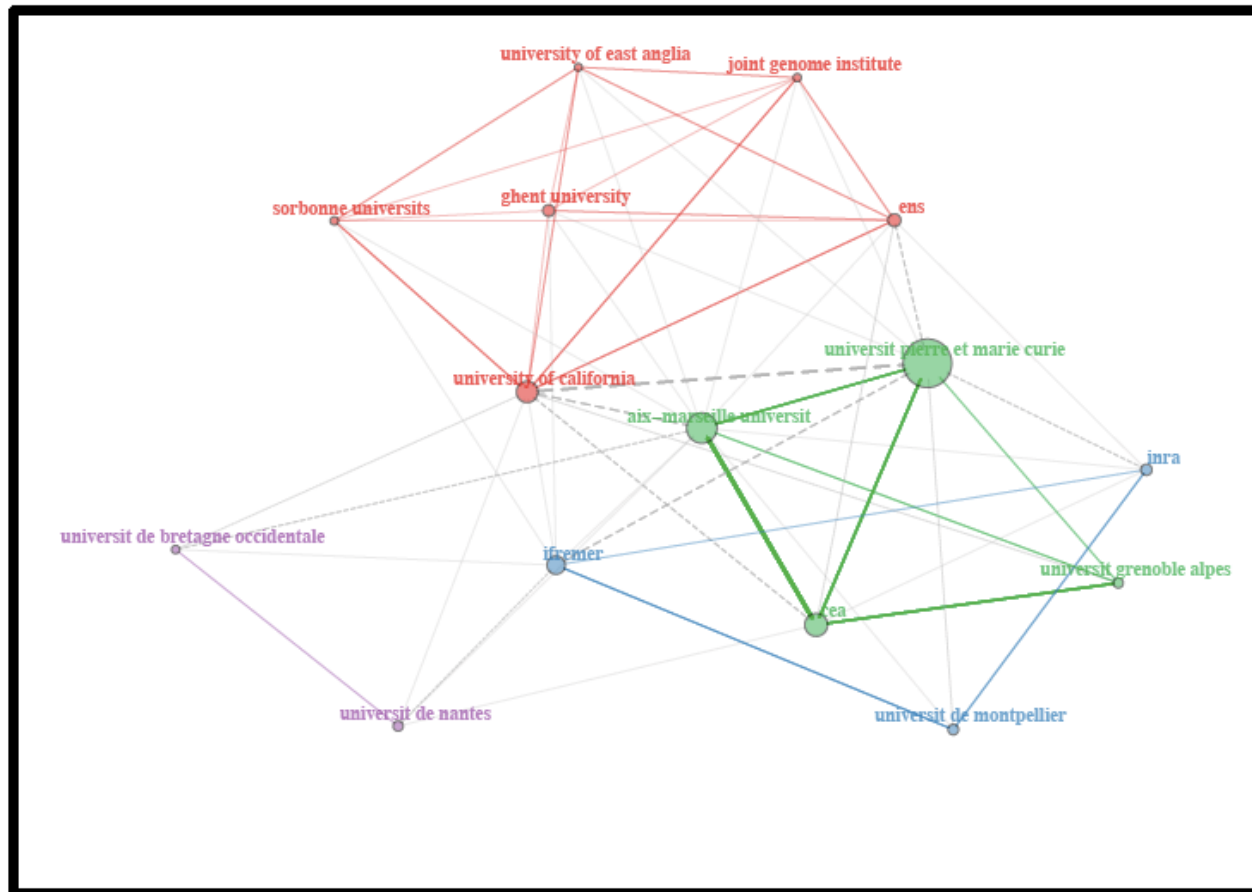 university of east anglia
joint genome institute
sorbonne universits
ghent university
ens
universit pierre et marie curie
university of california
aix-marseille universit
inra
universit de bretagne occidentale
ifremer
universit grenoble alpes
cea
universit de nantes
universit de montpellier